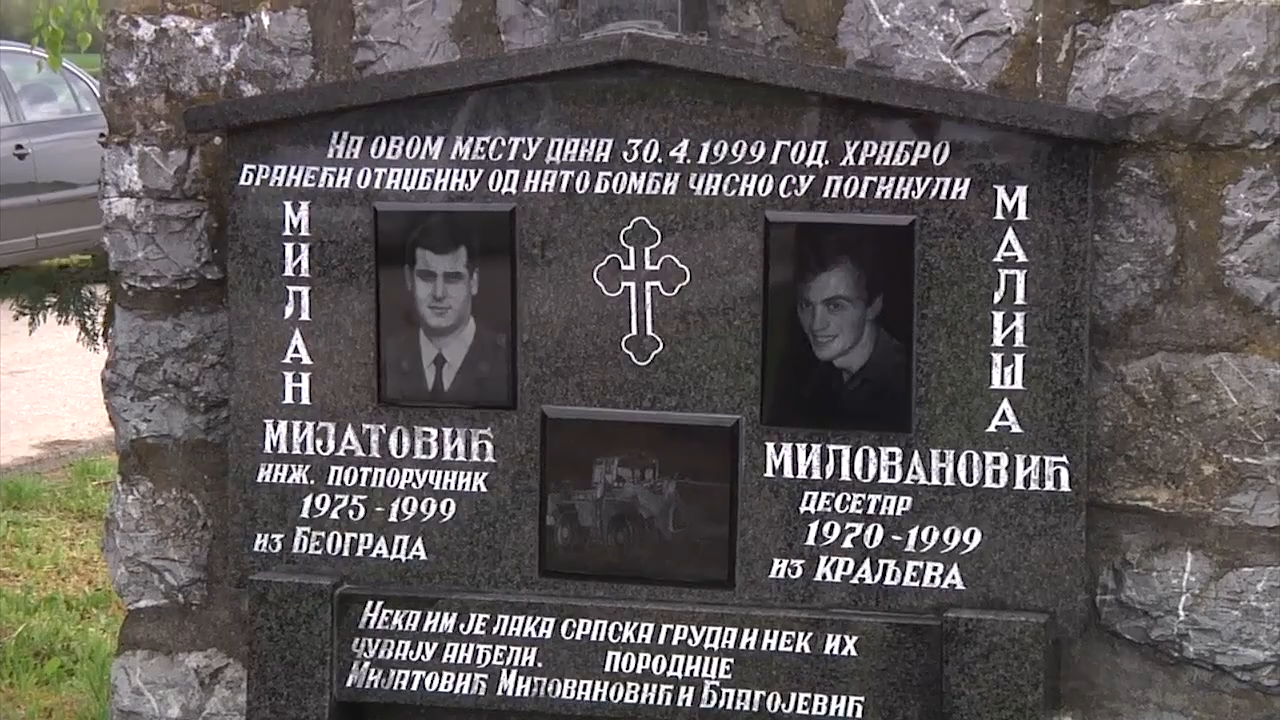 НА ОВОМ МЕСТУ ДАНА 30.4.1999 ГОД. ХРАБРО
БРАНЕЋИ ОТАЏБИНУ ОД НАТО БОМБИ ЧАСНО СУ ПОГИНУЛИ
МИЛАН
МИЈАТОВИЋ
ИНЖ. ПОТПОРУЧНИК
1975-1999
ИЗ БЕОГРАДА
МАЛИША
МИЛОВАНОВИЋ
ДЕСЕТАР
1970-1999
ИЗ КРАЉЕВА
НЕКА ИМ ЈЕ ЛАКА СРПСКА ГРУДА И НЕК ИХ
ЧУВАЈУ АНЂЕЛИ. ПОРОДИЦЕ
МИЈАТОВИЋ МИЛОВАНОВИЋ И БЛАГОЈЕВИЋ